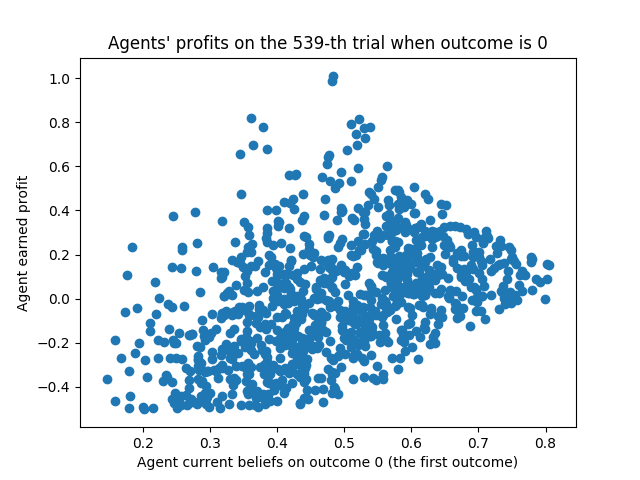 Agents' profits on the 539-th trial when outcome is 0
1.0
0.8
0.6
0.4
0.2
0.0
−0.2
−0.4
Agent earned profit
0.2 0.3 0.4 0.5 0.6 0.7 0.8
Agent current beliefs on outcome 0 (the first outcome)